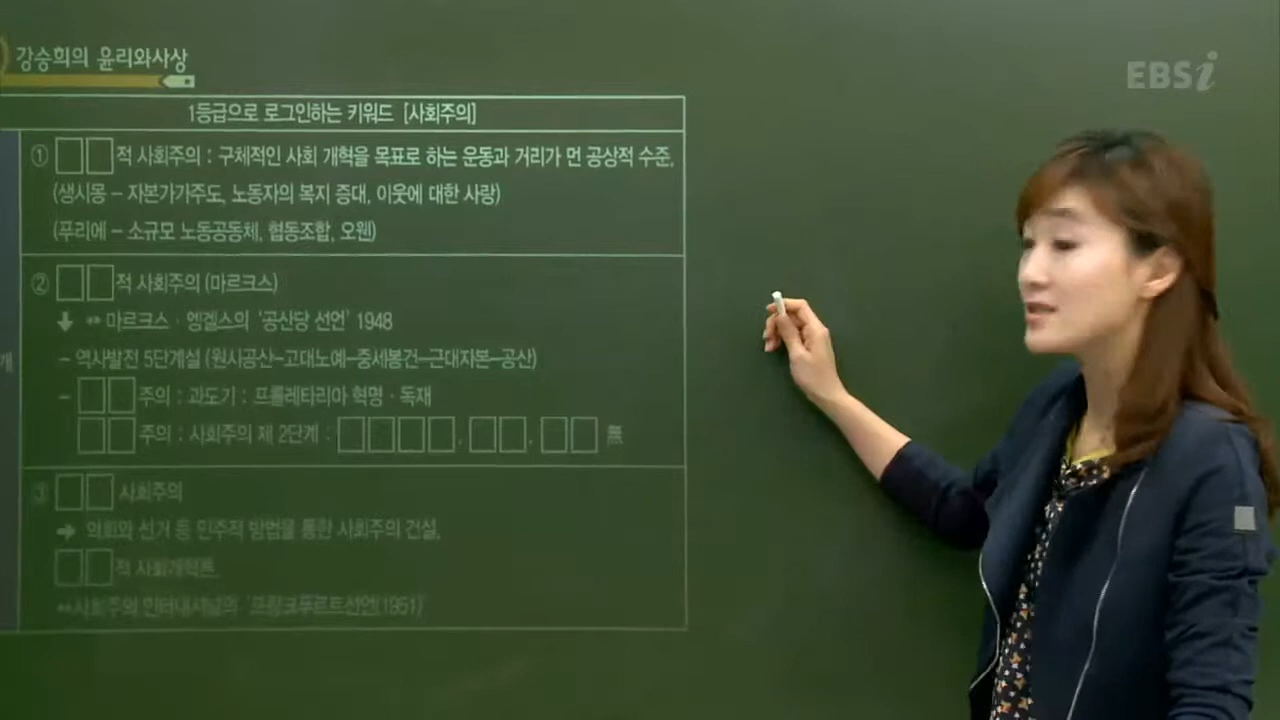 강승희의 윤리와사상
EBSi
1등급으로 로그인하는 키워드 [사회주의]
① □□적 사회주의 : 구체적인 사회 개혁을 목표로 하는 운동과 거리가 먼 공상적 수준.
(생시몽 – 자본가가주도, 노동자의 복지 증대, 이웃에 대한 사랑)
(푸리에 – 소규모 노동공동체, 협동조합, 오웬)
② □□적 사회주의 (마르크스)
↓ ↔ 마르크스 · 엥겔스의 '공산당 선언' 1948
– 역사발전 5단계설 (원시공산–고대노예–중세봉건–근대자본–공산)
– □□주의 : 과도기 : 프롤레타리아 혁명 · 독재
□□주의 : 사회주의 제 2단계 : □□□□, □□, □□ 無
개
③ □□ 사회주의
→ 의회와 선거 등 민주적 방법을 통한 사회주의 건설,
□□적 사회개혁론.
↔사회주의 인터내셔널의 '프랑크푸르트선언(1951)'